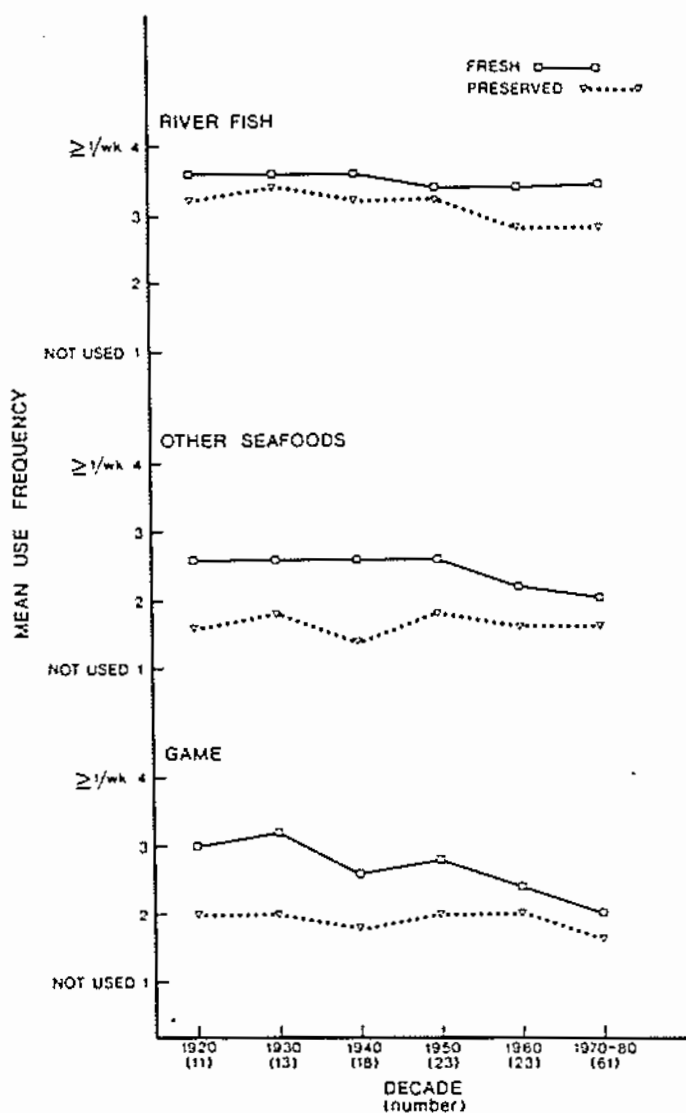 FRESH
PRESERVED
RIVER FISH
≥ 1/wk 4
3
2
NOT USED 1
OTHER SEAFOODS
≥ 1/wk 4
3
2
NOT USED 1
GAME
≥ 1/wk 4
3
2
NOT USED 1
MEAN USE FREQUENCY
1920 1930 1940 1950 1960 1970-80
(11) (13) (18) (23) (23) (61)
DECADE
(number)